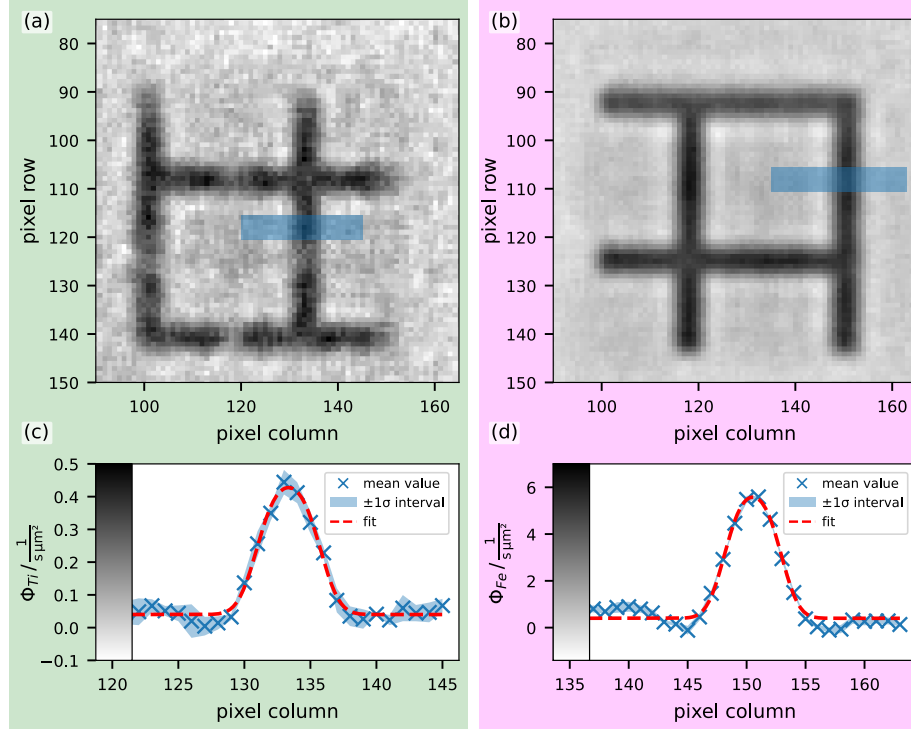 (a)
80
90
100
110
120
130
140
150
pixel row
100 120 140 160
pixel column
(b)
80
90
100
110
120
130
140
150
pixel row
100 120 140 160
pixel column
(c)
0.5
0.4
0.3
0.2
0.1
0.0
−0.1
Φ_Ti / 1/(s μm²)
mean value
±1σ interval
fit
120 125 130 135 140 145
pixel column
(d)
6
4
2
0
Φ_Fe / 1/(s μm²)
mean value
±1σ interval
fit
135 140 145 150 155 160
pixel column